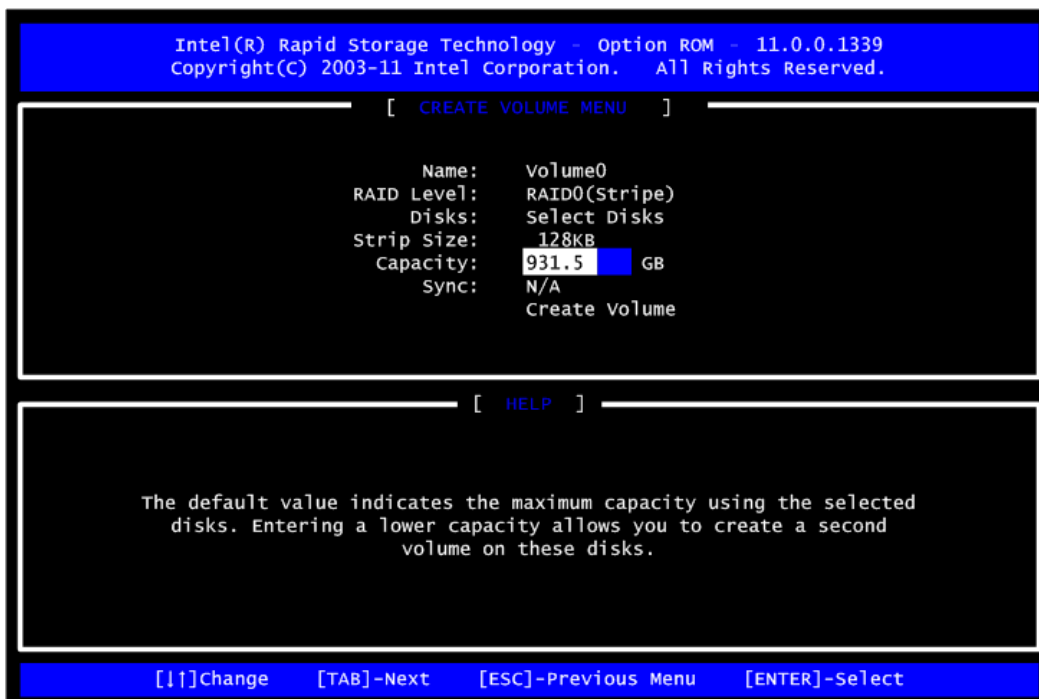 Intel(R) Rapid Storage Technology - Option ROM - 11.0.0.1339
Copyright(C) 2003-11 Intel Corporation. All Rights Reserved.
[ CREATE VOLUME MENU ]
Name: Volume0
RAID Level: RAID0(Stripe)
Disks: Select Disks
Strip Size: 128KB
Capacity: 931.5 GB
Sync: N/A
Create Volume
[ HELP ]
The default value indicates the maximum capacity using the selected
disks. Entering a lower capacity allows you to create a second
volume on these disks.
[↓↑]Change [TAB]-Next [ESC]-Previous Menu [ENTER]-Select